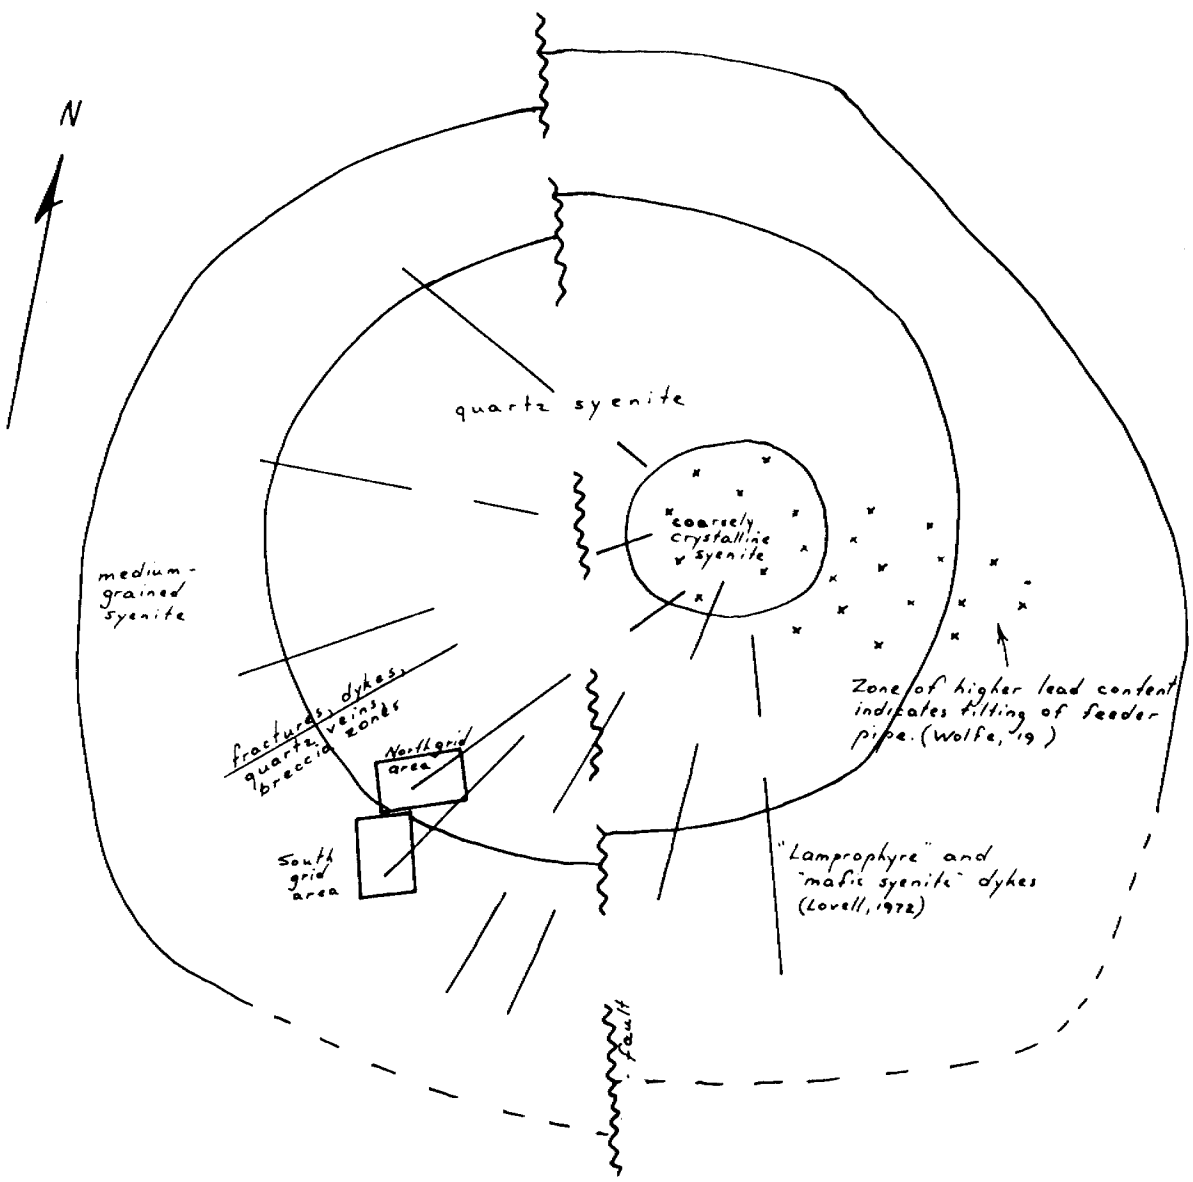 N
quartz syenite
coarsely
crystalline
syenite
medium-
grained
syenite
Zone of higher lead content
indicates tilting of feeder
pipe. (Wolfe, 19 )
fractures, dykes,
quartz veins,
breccia zones
North grid
area
South
grid
area
"Lamprophyre" and
"mafic syenite" dykes
(Lovell, 1972)
fault